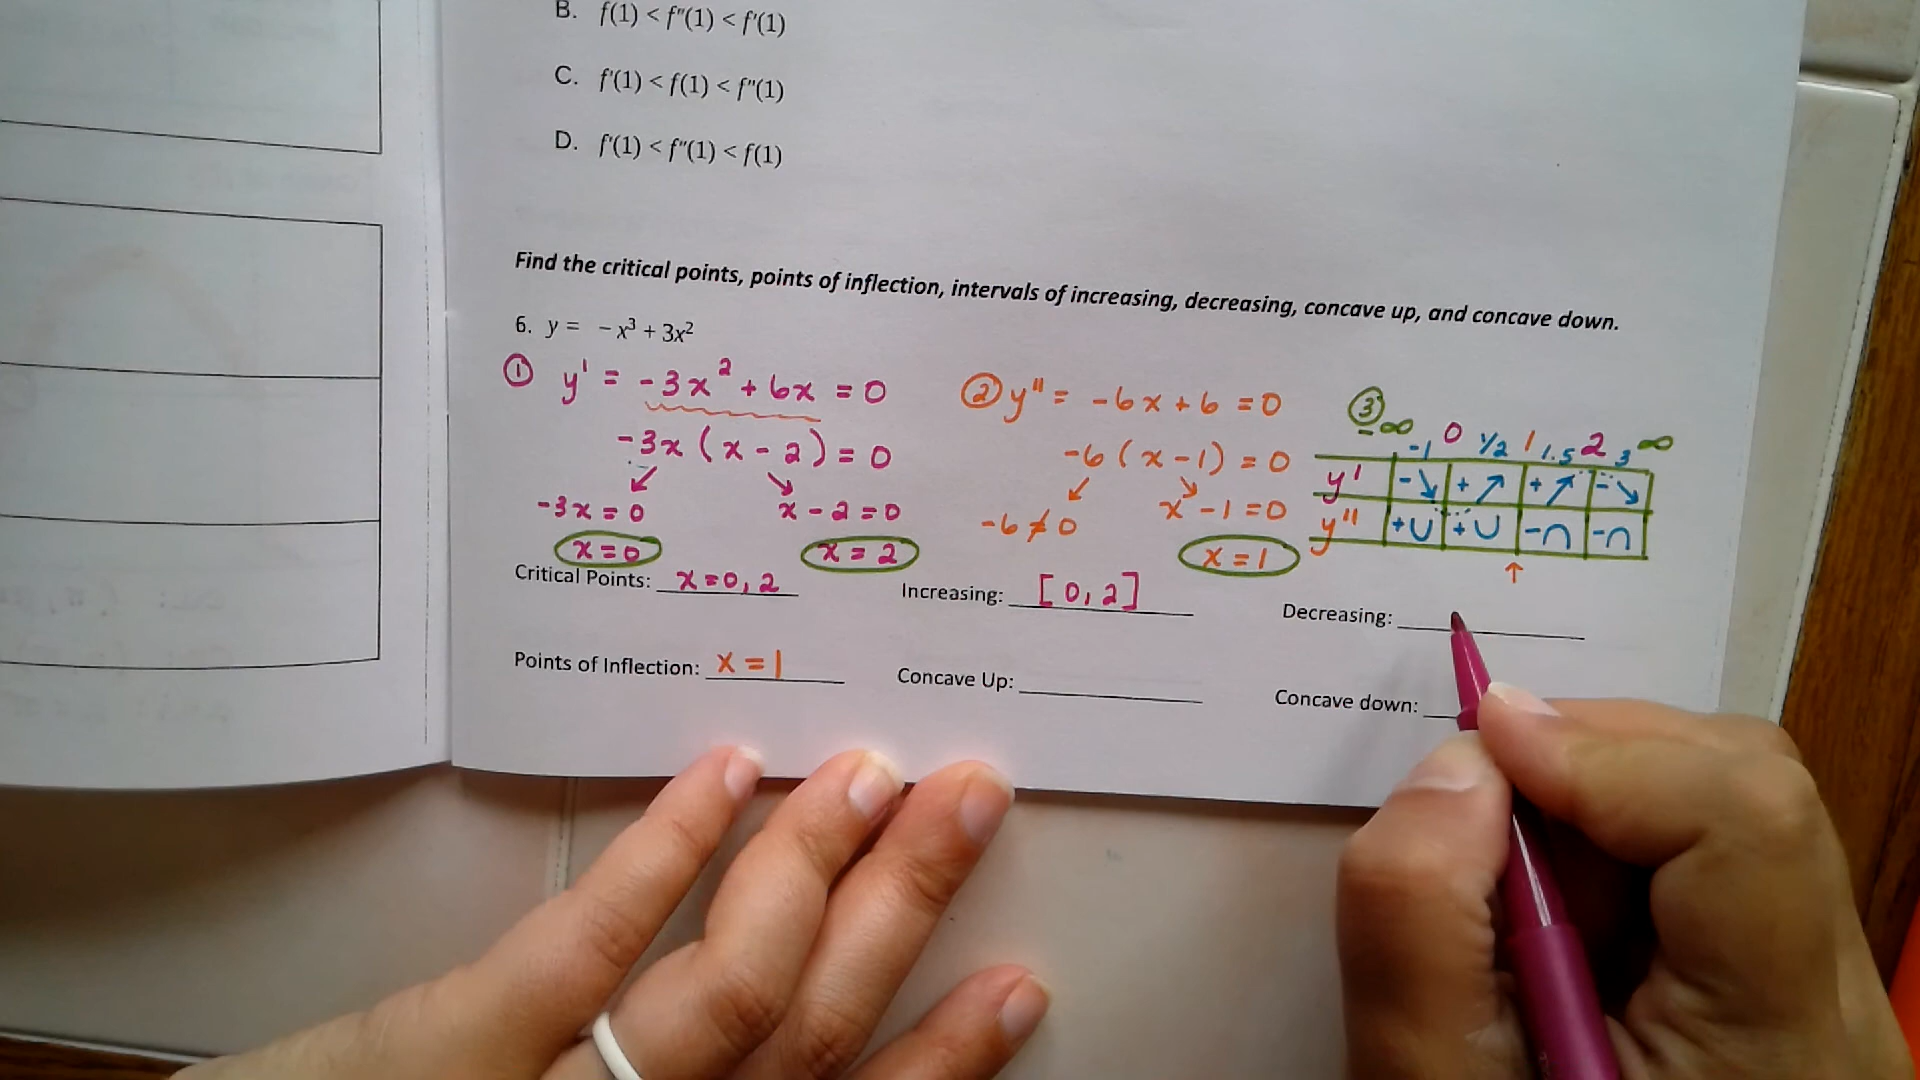 B. f(1) < f"(1) < f'(1)
C. f'(1) < f(1) < f"(1)
D. f'(1) < f"(1) < f(1)
Find the critical points, points of inflection, intervals of increasing, decreasing, concave up, and concave down.
6. y = - x³ + 3x²
① y' = -3x² + 6x = 0
-3x (x - 2) = 0
-3x = 0 x - 2 = 0
x = 0 x = 2
② y" = -6x + 6 = 0
-6 (x - 1) = 0
-6 ≠ 0 x - 1 = 0
x = 1
③
-∞ -1 0 1/2 1 1.5 2 3 ∞
y' - ↘ + ↗ + ↗ - ↘
y" + ∪ + ∪ - ∩ - ∩
↑
Critical Points: x = 0, 2 Increasing: [0, 2] Decreasing:
Points of Inflection: x = 1 Concave Up: Concave down: